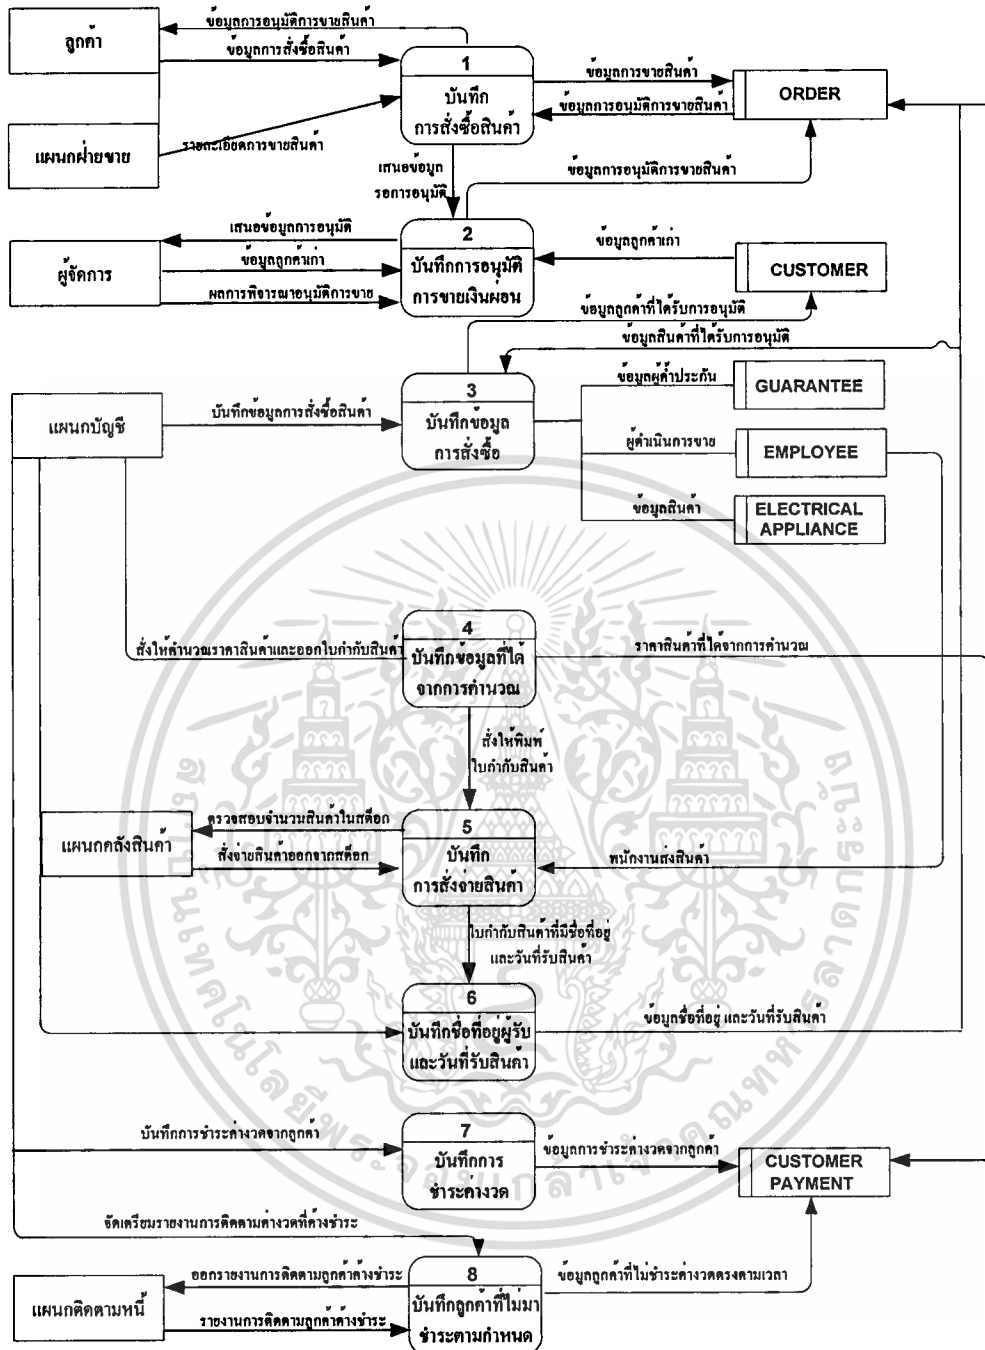 ลูกค้า
ข้อมูลการอนุมัติการขายสินค้า
ข้อมูลการสั่งซื้อสินค้า
1
บันทึก
การสั่งซื้อสินค้า
ข้อมูลการขายสินค้า
ข้อมูลการอนุมัติการขายสินค้า
ORDER
แผนกฝ่ายขาย
รายละเอียดการขายสินค้า
เสนอข้อมูล
รอการอนุมัติ
ข้อมูลการอนุมัติการขายสินค้า
ผู้จัดการ
เสนอข้อมูลการอนุมัติ
ข้อมูลลูกค้าเก่า
ผลการพิจารณาอนุมัติการขาย
2
บันทึกการอนุมัติ
การขายเงินผ่อน
ข้อมูลลูกค้าเก่า
CUSTOMER
ข้อมูลลูกค้าที่ได้รับการอนุมัติ
ข้อมูลสินค้าที่ได้รับการอนุมัติ
แผนกบัญชี
บันทึกข้อมูลการสั่งซื้อสินค้า
3
บันทึกข้อมูล
การสั่งซื้อ
ข้อมูลผู้ค้ำประกัน
GUARANTEE
ผู้ดำเนินการขาย
EMPLOYEE
ข้อมูลสินค้า
ELECTRICAL
APPLIANCE
สั่งให้คำนวณราคาสินค้าและออกใบกำกับสินค้า
4
บันทึกข้อมูลที่ได้
จากการคำนวณ
ราคาสินค้าที่ได้จากการคำนวณ
สั่งให้พิมพ์
ใบกำกับสินค้า
แผนกคลังสินค้า
ตรวจสอบจำนวนสินค้าในสต็อก
สั่งจ่ายสินค้าออกจากสต็อก
5
บันทึก
การสั่งจ่ายสินค้า
พนักงานส่งสินค้า
ใบกำกับสินค้าที่มีชื่อที่อยู่
และวันที่รับสินค้า
6
บันทึกชื่อที่อยู่ผู้รับ
และวันที่รับสินค้า
ข้อมูลชื่อที่อยู่ และวันที่รับสินค้า
บันทึกการชำระค่างวดจากลูกค้า
7
บันทึกการ
ชำระค่างวด
ข้อมูลการชำระค่างวดจากลูกค้า
CUSTOMER
PAYMENT
จัดเตรียมรายงานการติดตามค่างวดที่ค้างชำระ
แผนกติดตามหนี้
ออกรายงานการติดตามลูกค้าค้างชำระ
รายงานการติดตามลูกค้าค้างชำระ
8
บันทึกลูกค้าที่ไม่มา
ชำระตามกำหนด
ข้อมูลลูกค้าที่ไม่ชำระค่างวดตรงตามเวลา
สถาบันเทคโนโลยีพระจอมเกล้าเจ้าคุณทหารลาดกระบัง